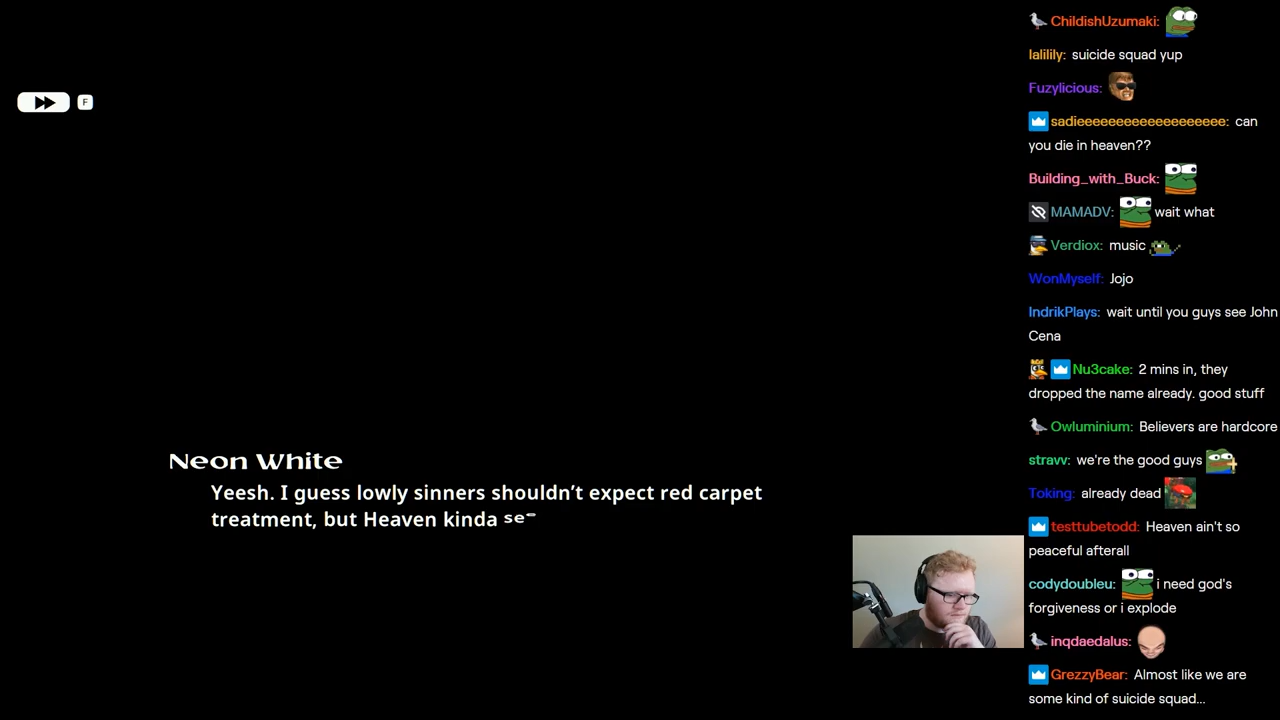 F
Neon White
Yeesh. I guess lowly sinners shouldn’t expect red carpet
treatment, but Heaven kinda se
ChildishUzumaki:
lalilily: suicide squad yup
Fuzylicious:
sadieeeeeeeeeeeeeeeeeee: can
you die in heaven??
Building_with_Buck:
MAMADV: wait what
Verdiox: music
WonMyself: Jojo
IndrikPlays: wait until you guys see John
Cena
Nu3cake: 2 mins in, they
dropped the name already. good stuff
Owluminium: Believers are hardcore
stravv: we're the good guys
Toking: already dead
testtubetodd: Heaven ain't so
peaceful afterall
codydoubleu: i need god's
forgiveness or i explode
inqdaedalus:
GrezzyBear: Almost like we are
some kind of suicide squad...